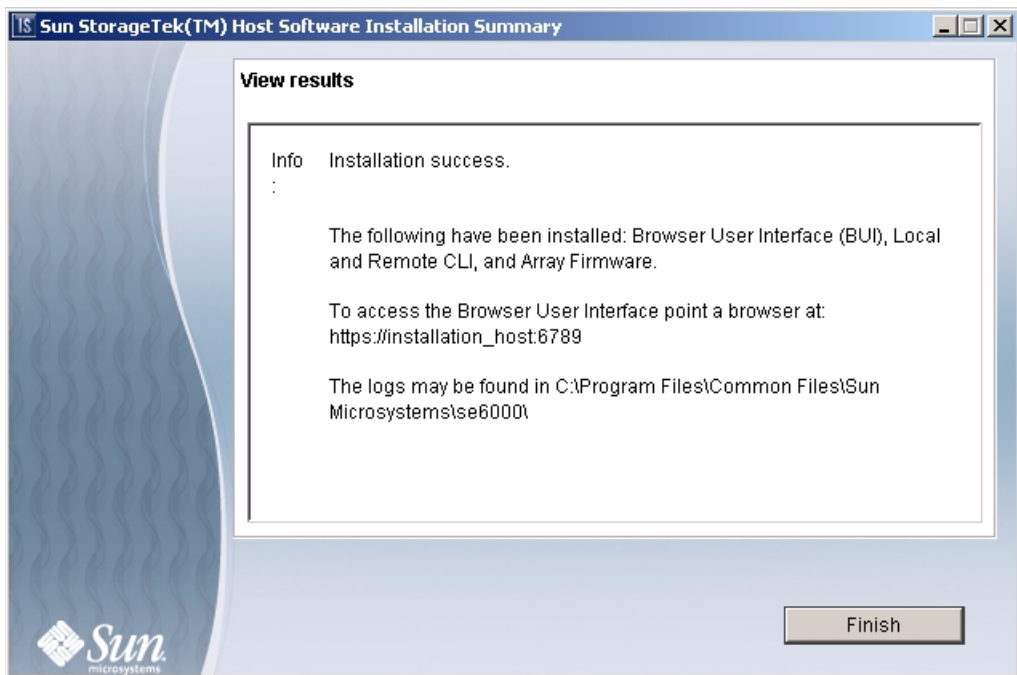 Sun StorageTek(TM) Host Software Installation Summary
View results
Info
:
Installation success.
The following have been installed: Browser User Interface (BUI), Local
and Remote CLI, and Array Firmware.
To access the Browser User Interface point a browser at:
https://installation_host:6789
The logs may be found in C:\Program Files\Common Files\Sun
Microsystems\se6000\
Finish
Sun
microsystems